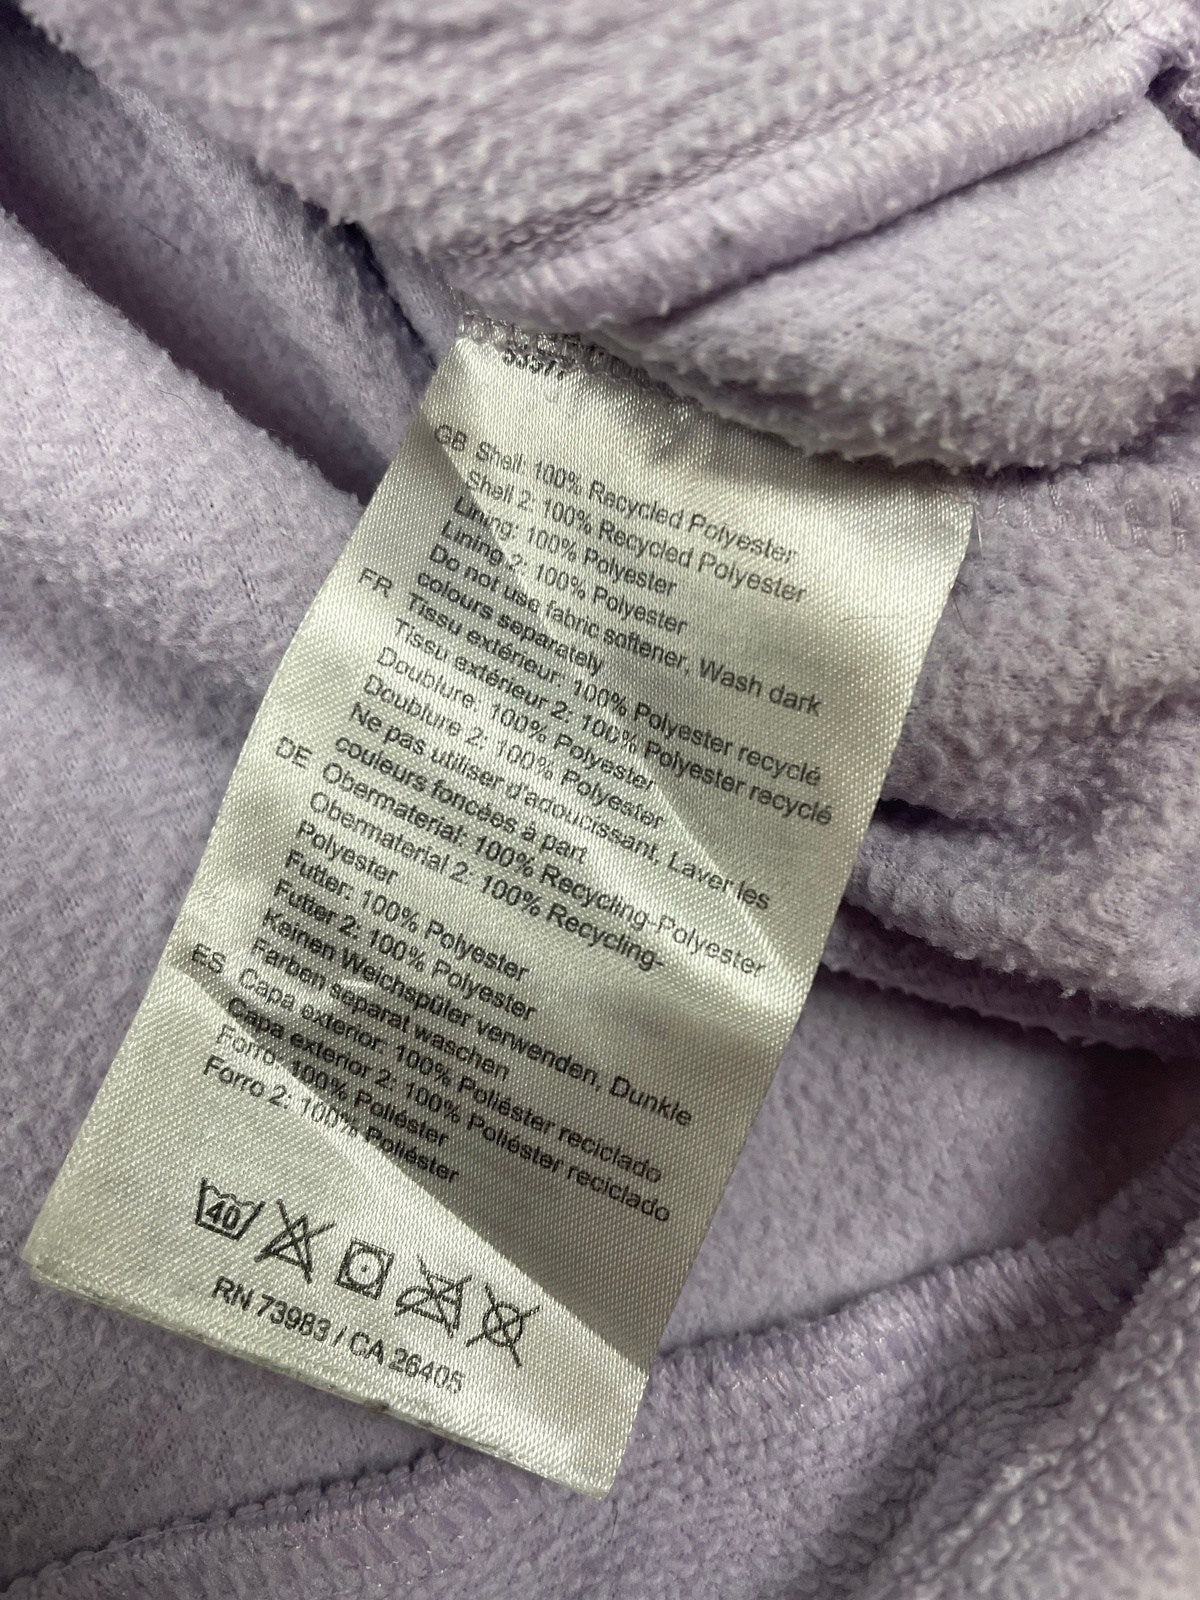 GB Shell: 100% Recycled Polyester
Shell 2: 100% Recycled Polyester
Lining: 100% Polyester
Lining 2: 100% Polyester
Do not use fabric softener, Wash dark
colours separately
FR Tissu extérieur: 100% Polyester recyclé
Tissu extérieur 2: 100% Polyester recyclé
Doublure: 100% Polyester
Doublure 2: 100% Polyester
Ne pas utiliser d'adoucissant, Laver les
couleurs foncées à part
DE Obermaterial: 100% Recycling-Polyester
Obermaterial 2: 100% Recycling-
Polyester
Futter: 100% Polyester
Futter 2: 100% Polyester
Keinen Weichspüler verwenden, Dunkle
Farben separat waschen
ES Capa exterior: 100% Poliéster reciclado
Capa exterior 2: 100% Poliéster reciclado
Forro: 100% Poliéster
Forro 2: 100% Poliéster
40
RN 73983 / CA 26405